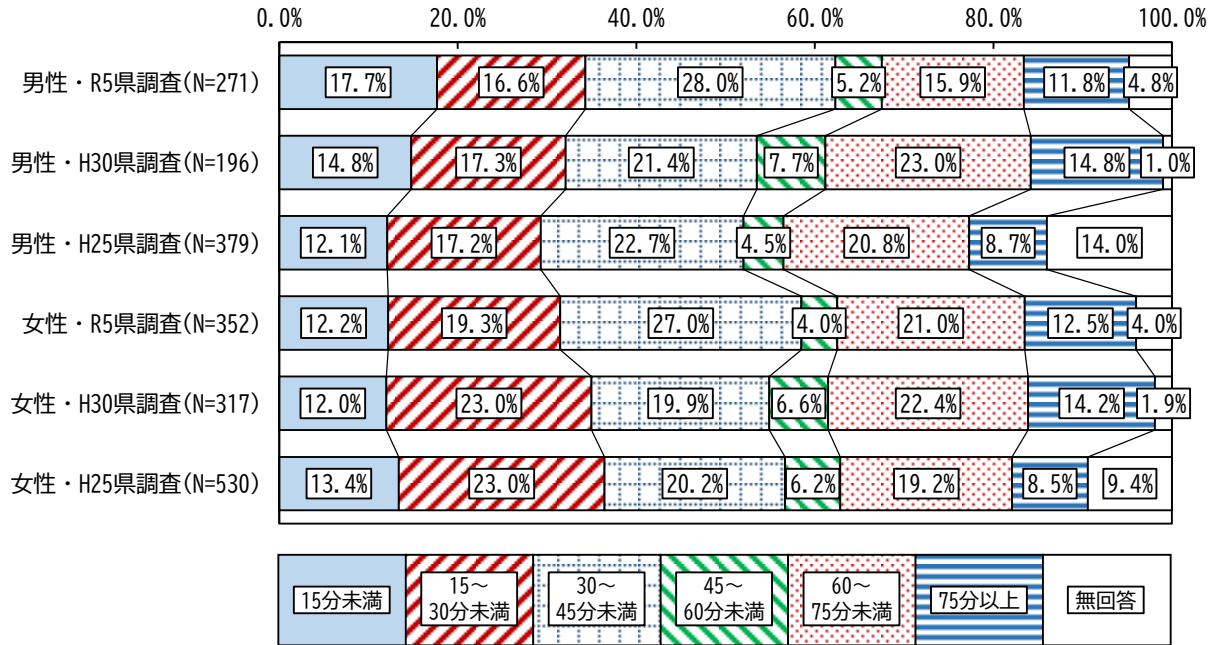 0.0% 20.0% 40.0% 60.0% 80.0% 100.0%
男性・R5県調査(N=271) 17.7% 16.6% 28.0% 5.2% 15.9% 11.8% 4.8%
男性・H30県調査(N=196) 14.8% 17.3% 21.4% 7.7% 23.0% 14.8% 1.0%
男性・H25県調査(N=379) 12.1% 17.2% 22.7% 4.5% 20.8% 8.7% 14.0%
女性・R5県調査(N=352) 12.2% 19.3% 27.0% 4.0% 21.0% 12.5% 4.0%
女性・H30県調査(N=317) 12.0% 23.0% 19.9% 6.6% 22.4% 14.2% 1.9%
女性・H25県調査(N=530) 13.4% 23.0% 20.2% 6.2% 19.2% 8.5% 9.4%
15分未満
15～
30分未満
30～
45分未満
45～
60分未満
60～
75分未満
75分以上
無回答